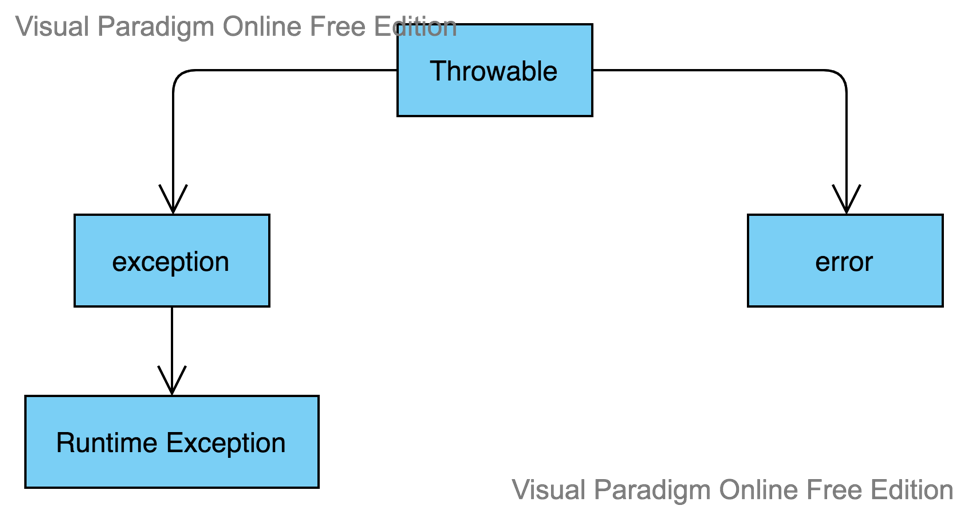 Visual Paradigm Online Free Edition
Throwable
exception
error
Runtime Exception
Visual Paradigm Online Free Edition